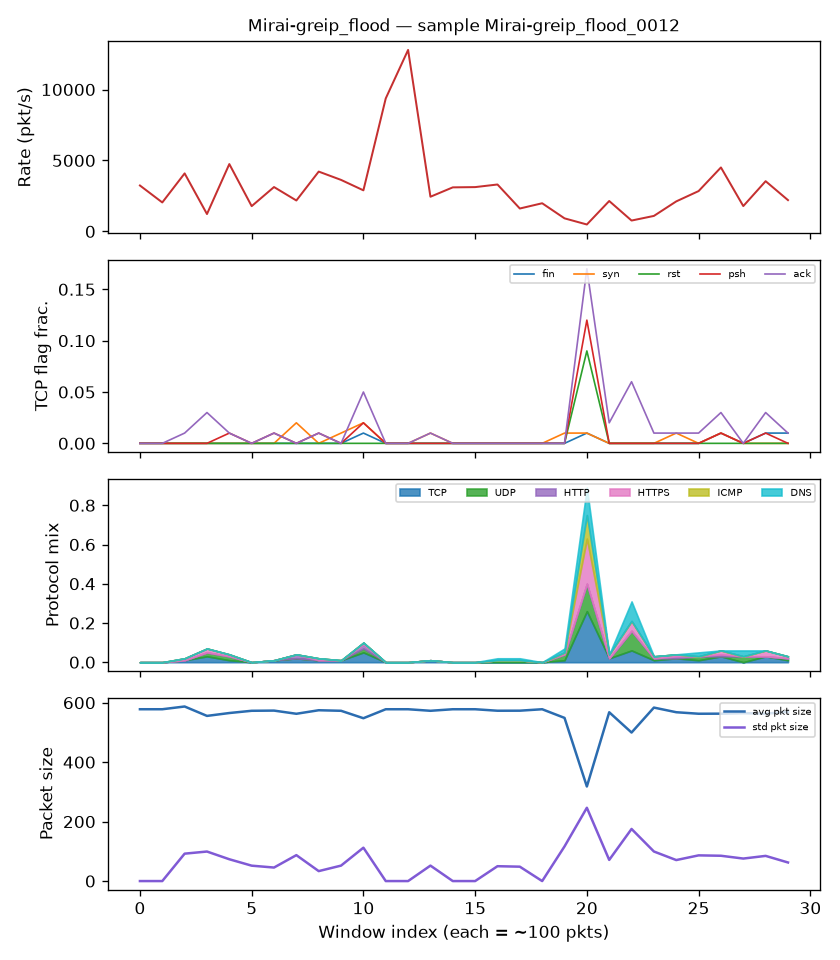 Mirai-greip_flood — sample Mirai-greip_flood_0012
Rate (pkt/s)
10000
5000
0
TCP flag frac.
fin syn rst psh ack
0.15
0.10
0.05
0.00
Protocol mix
TCP UDP HTTP HTTPS ICMP DNS
0.8
0.6
0.4
0.2
0.0
Packet size
avg pkt size
std pkt size
600
400
200
0
0 5 10 15 20 25 30
Window index (each = ~100 pkts)